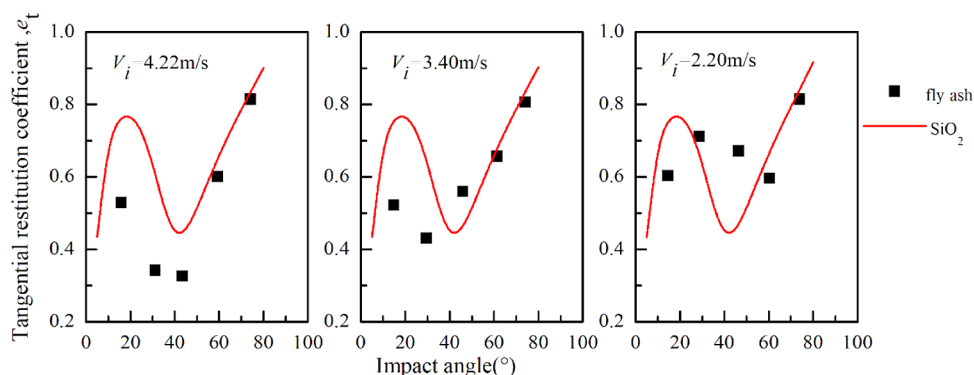 Tangential restitution coefficient ,e_t
1.0
0.8
0.6
0.4
0.2
V_i=4.22m/s
V_i=3.40m/s
V_i=2.20m/s
0 20 40 60 80 100
1.0
0.8
0.6
0.4
0.2
0 20 40 60 80 100
1.0
0.8
0.6
0.4
0.2
0 20 40 60 80 100
Impact angle(°)
fly ash
SiO₂